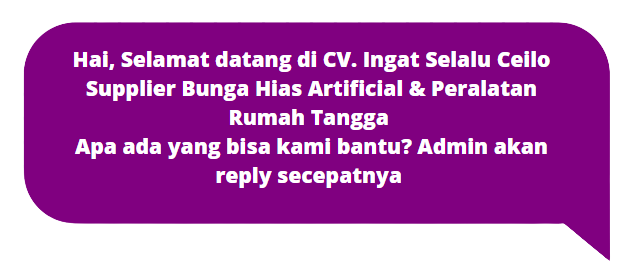 Hai, Selamat datang di CV. Ingat Selalu Ceilo
Supplier Bunga Hias Artificial & Peralatan
Rumah Tangga
Apa ada yang bisa kami bantu? Admin akan
reply secepatnya